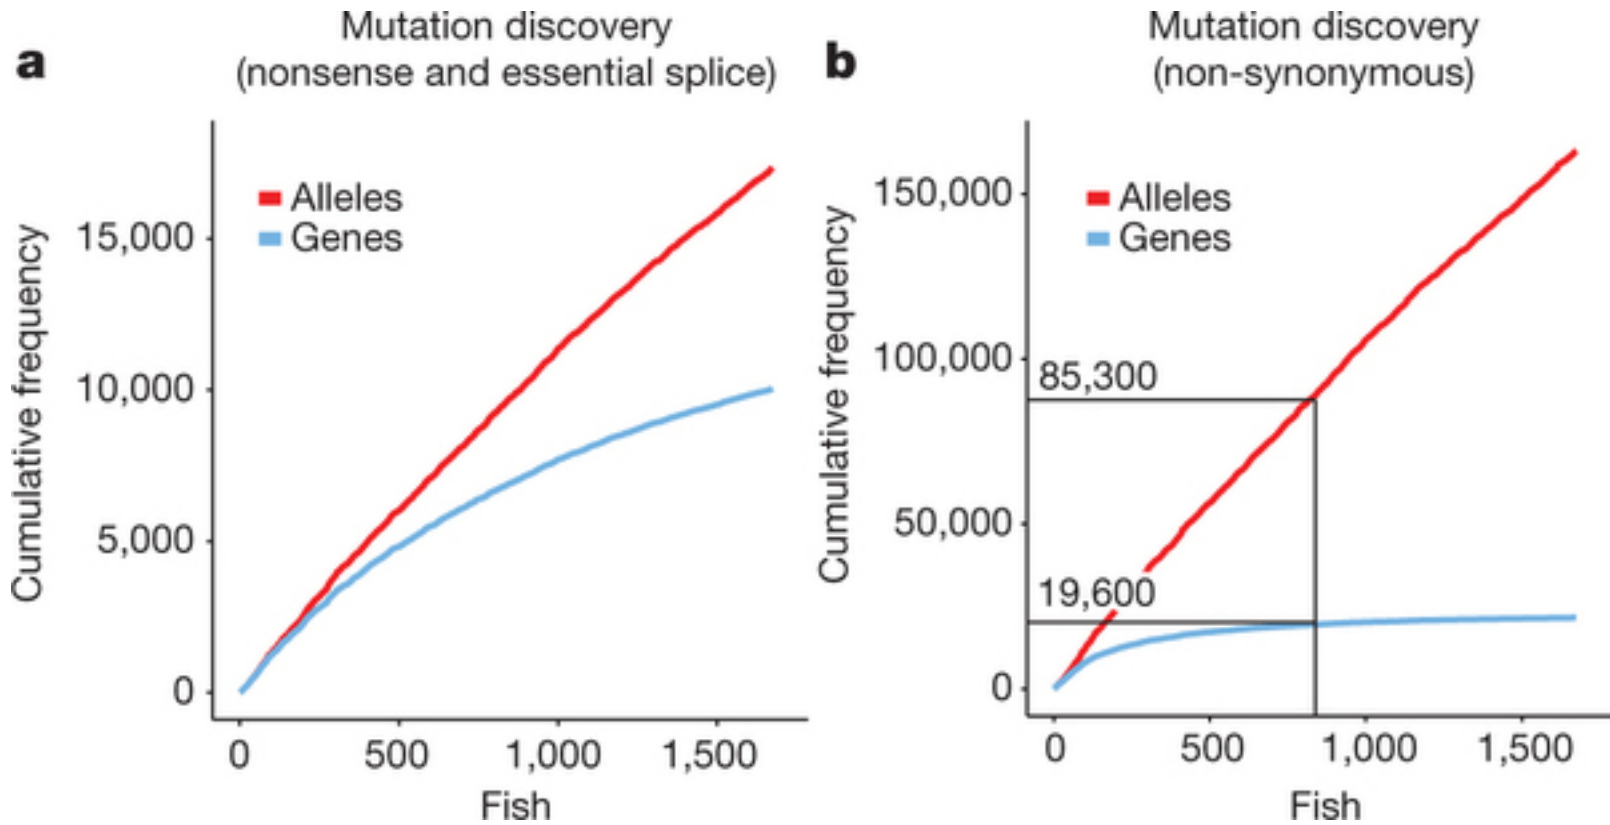 a
Mutation discovery
(nonsense and essential splice)
Cumulative frequency
15,000
10,000
5,000
0
Alleles
Genes
0
500
1,000
1,500
Fish
b
Mutation discovery
(non-synonymous)
Cumulative frequency
150,000
100,000
50,000
0
Alleles
Genes
85,300
19,600
0
500
1,000
1,500
Fish